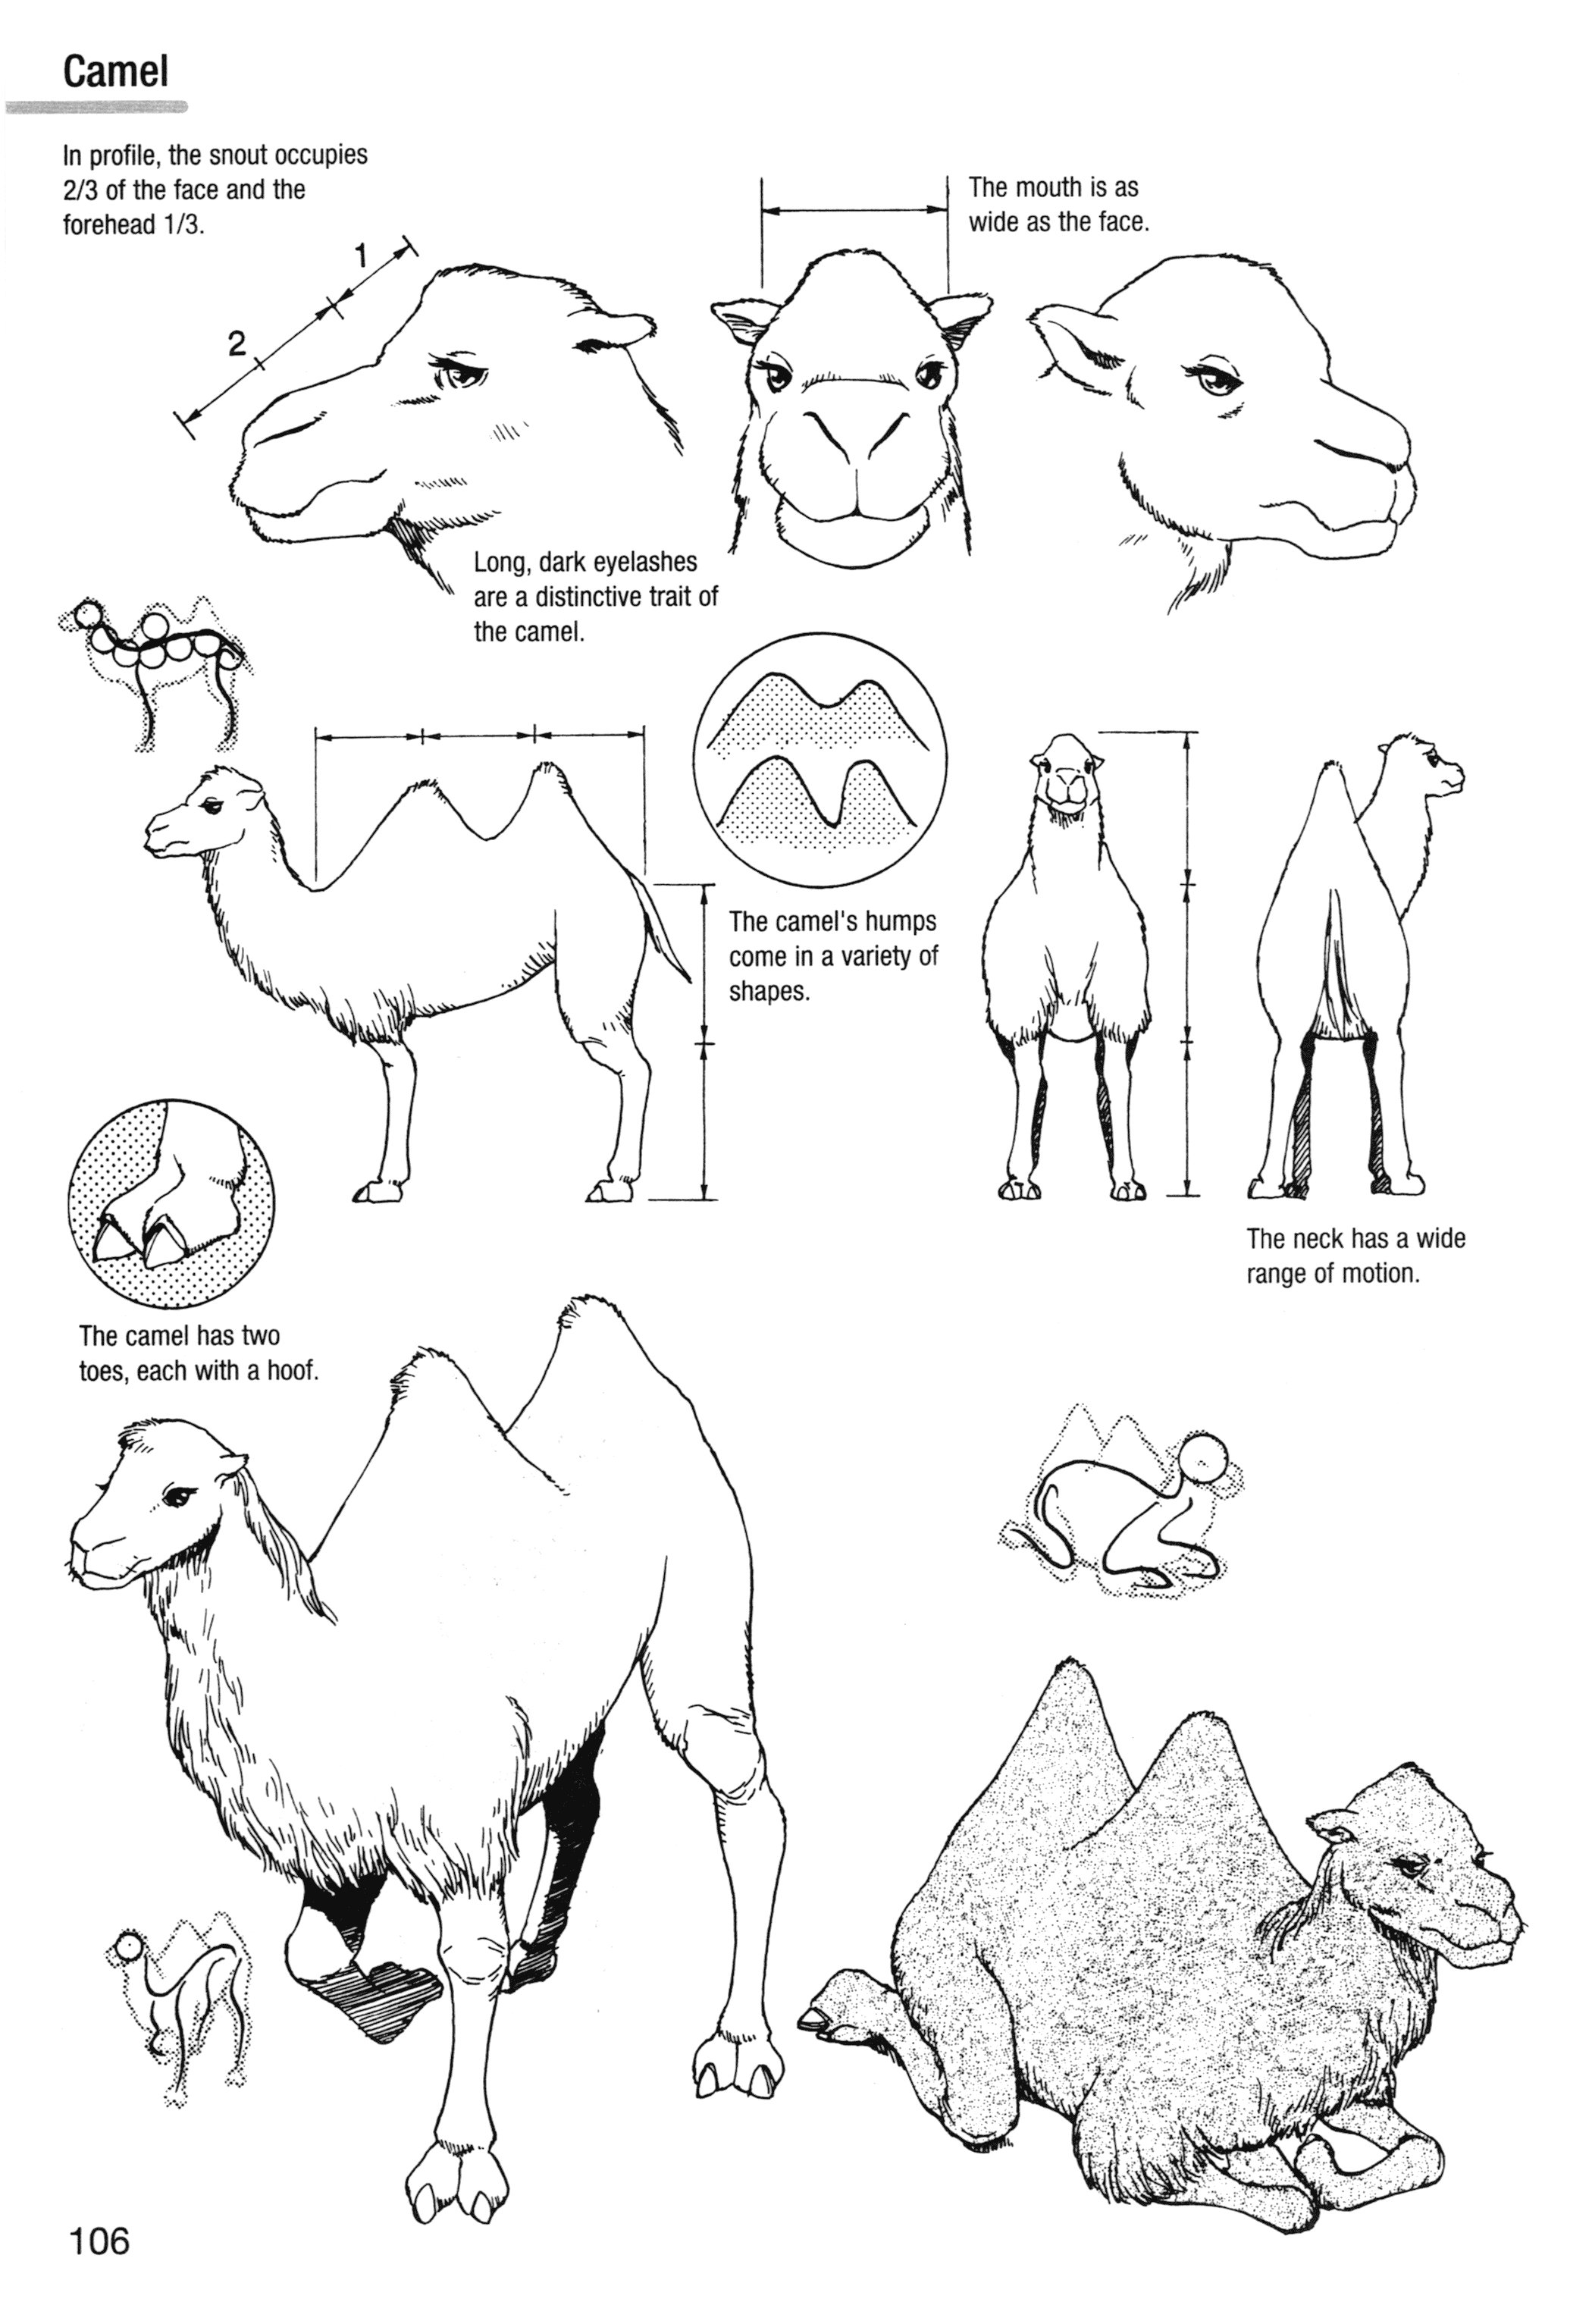 Camel
In profile, the snout occupies
2/3 of the face and the
forehead 1/3.
1
2
The mouth is as
wide as the face.
Long, dark eyelashes
are a distinctive trait of
the camel.
The camel's humps
come in a variety of
shapes.
The neck has a wide
range of motion.
The camel has two
toes, each with a hoof.
106